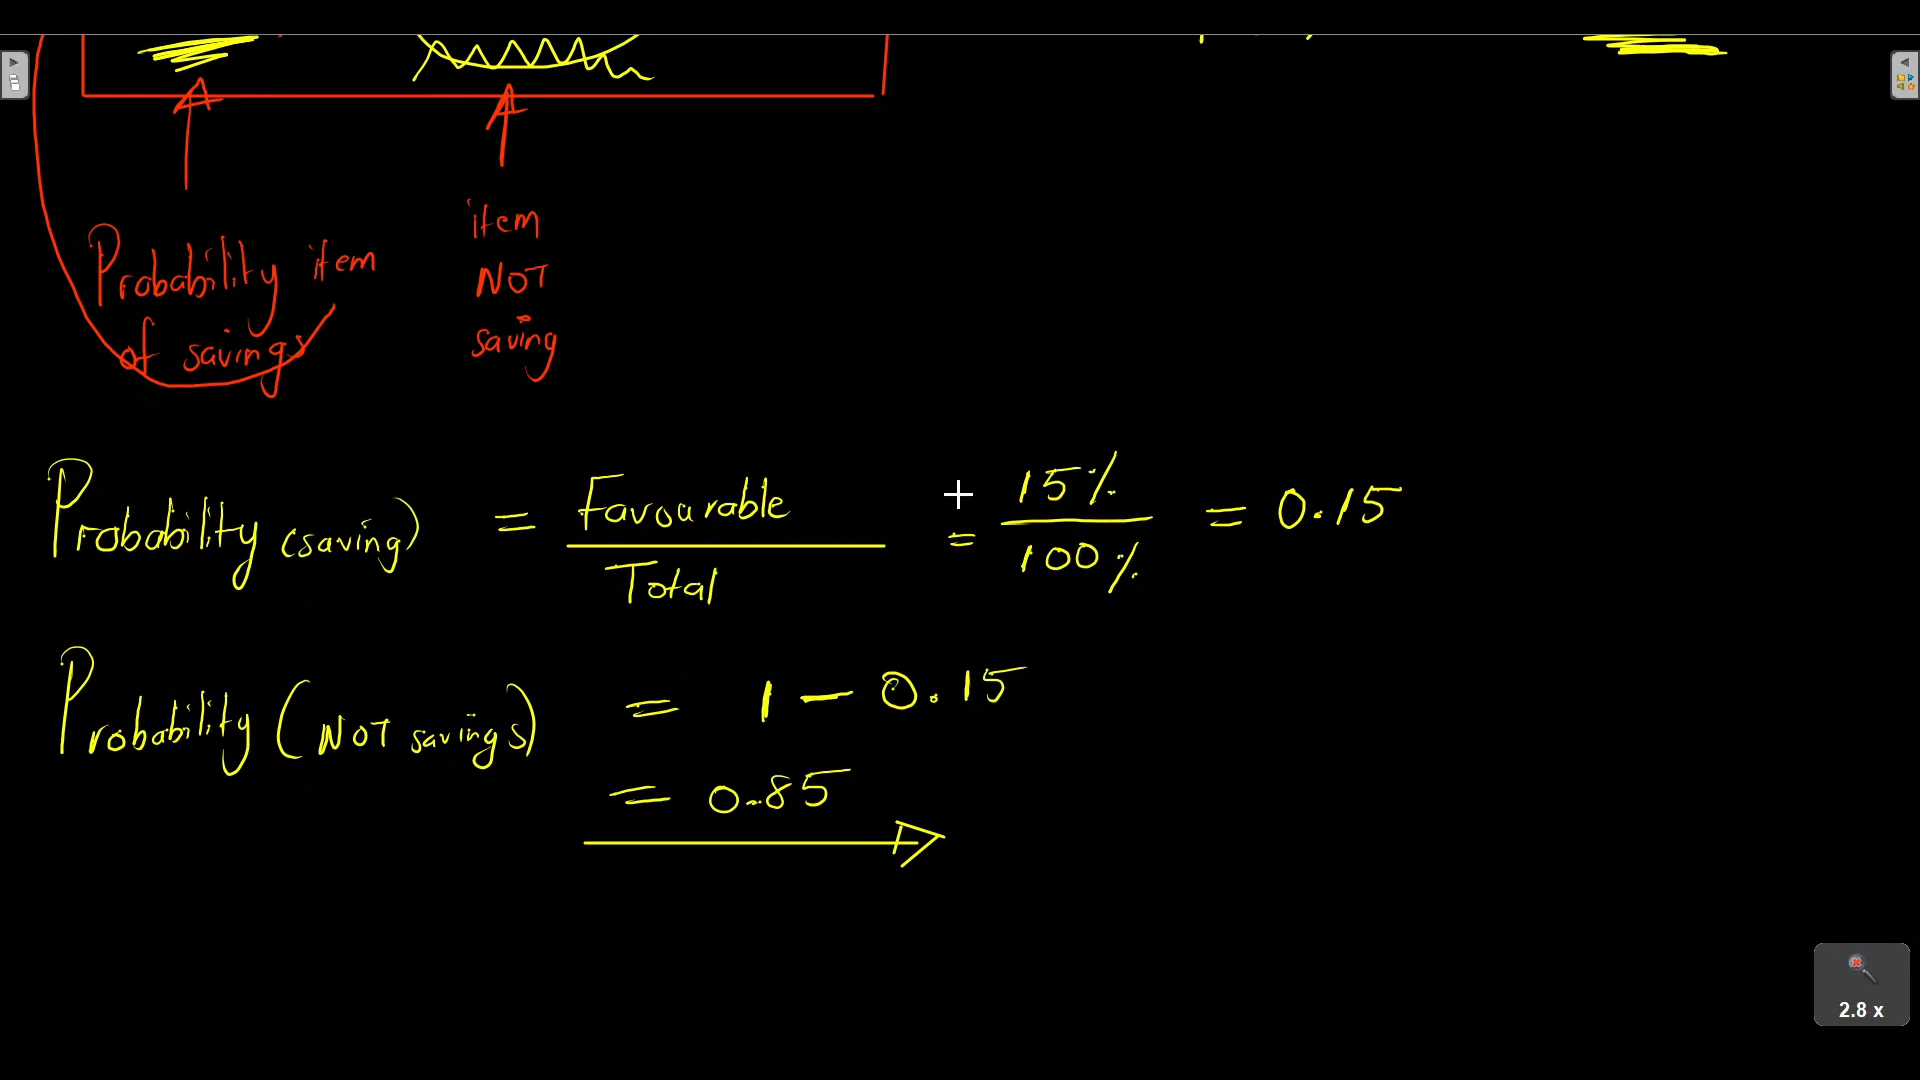 Probability item
of savings
item
NOT
saving
Probability (saving) = Favourable / Total = 15% / 100% = 0.15
Probability (NOT savings) = 1 - 0.15
= 0.85
2.8 x